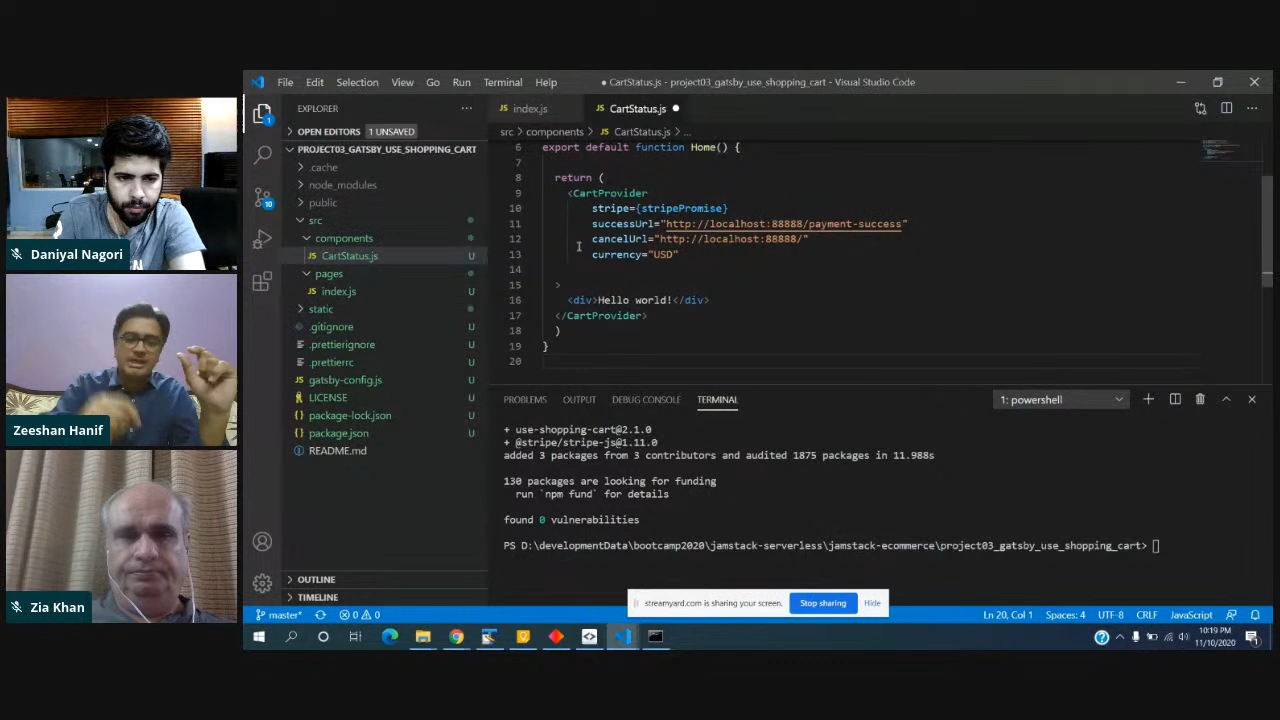 File Edit Selection View Go Run Terminal Help
● CartStatus.js - project03_gatsby_use_shopping_cart - Visual Studio Code
EXPLORER
index.js
CartStatus.js
OPEN EDITORS 1 UNSAVED
src > components > CartStatus.js > ...
PROJECT03_GATSBY_USE_SHOPPING_CART
.cache
node_modules
public
src
components
CartStatus.js U
pages
index.js U
static
.gitignore U
.prettierignore U
.prettierrc U
gatsby-config.js U
LICENSE U
package-lock.json U
package.json U
README.md U
OUTLINE
TIMELINE
1
10
6 export default function Home() {
7
8 return (
9 <CartProvider
10 stripe={stripePromise}
11 successUrl="http://localhost:88888/payment-success"
12 cancelUrl="http://localhost:88888/"
13 currency="USD"
14
15 >
16 <div>Hello world!</div>
17 </CartProvider>
18 )
19 }
20
PROBLEMS OUTPUT DEBUG CONSOLE TERMINAL
1: powershell
+ use-shopping-cart@2.1.0
+ @stripe/stripe-js@1.11.0
added 3 packages from 3 contributors and audited 1875 packages in 11.988s
130 packages are looking for funding
run `npm fund` for details
found 0 vulnerabilities
PS D:\developmentData\bootcamp2020\jamstack-serverless\jamstack-ecommerce\project03_gatsby_use_shopping_cart>
streamyard.com is sharing your screen. Stop sharing Hide
master* 0 0
Ln 20, Col 1 Spaces: 4 UTF-8 CRLF JavaScript
10:19 PM
11/10/2020
Daniyal Nagori
Zeeshan Hanif
Zia Khan